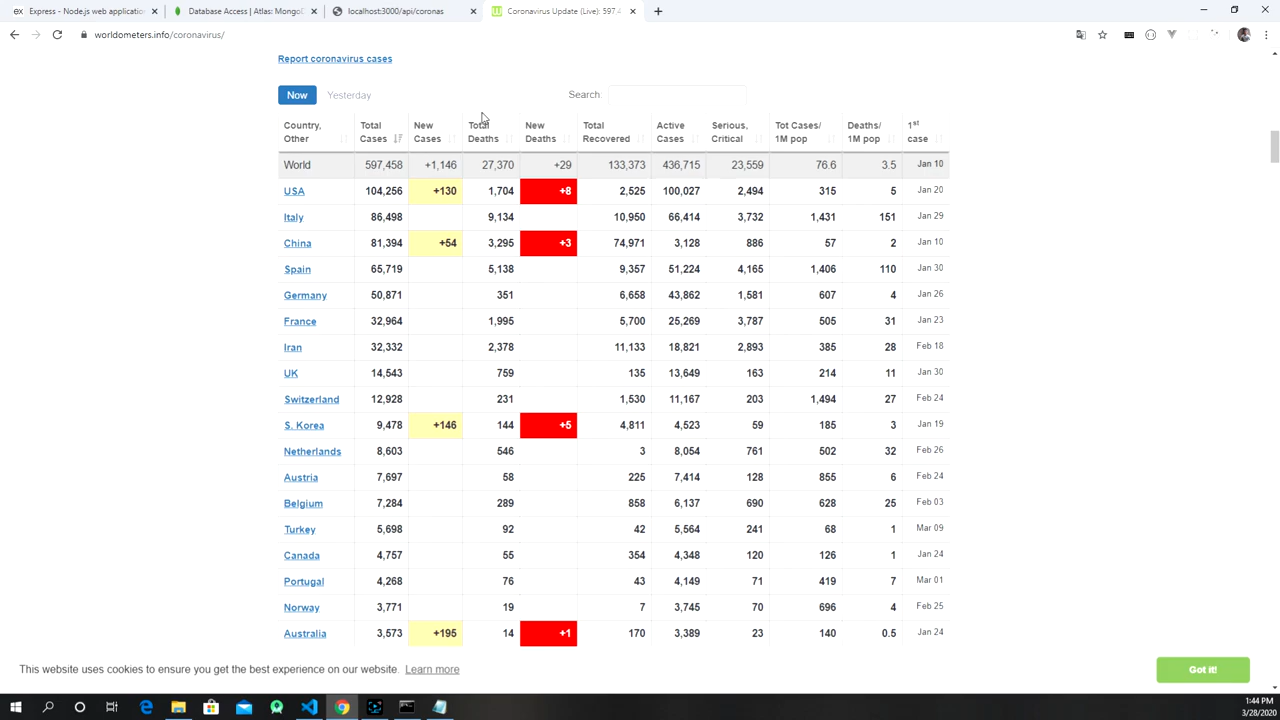 Express - Node.js web application
Database Access | Atlas: MongoD
localhost:3000/api/coronas
Coronavirus Update (Live): 597,4
worldometers.info/coronavirus/
Report coronavirus cases
Now Yesterday Search:
Country, Other Total Cases New Cases Total Deaths New Deaths Total Recovered Active Cases Serious, Critical Tot Cases/ 1M pop Deaths/ 1M pop 1st case
World 597,458 +1,146 27,370 +29 133,373 436,715 23,559 76.6 3.5 Jan 10
USA 104,256 +130 1,704 +8 2,525 100,027 2,494 315 5 Jan 20
Italy 86,498 9,134 10,950 66,414 3,732 1,431 151 Jan 29
China 81,394 +54 3,295 +3 74,971 3,128 886 57 2 Jan 10
Spain 65,719 5,138 9,357 51,224 4,165 1,406 110 Jan 30
Germany 50,871 351 6,658 43,862 1,581 607 4 Jan 26
France 32,964 1,995 5,700 25,269 3,787 505 31 Jan 23
Iran 32,332 2,378 11,133 18,821 2,893 385 28 Feb 18
UK 14,543 759 135 13,649 163 214 11 Jan 30
Switzerland 12,928 231 1,530 11,167 203 1,494 27 Feb 24
S. Korea 9,478 +146 144 +5 4,811 4,523 59 185 3 Jan 19
Netherlands 8,603 546 3 8,054 761 502 32 Feb 26
Austria 7,697 58 225 7,414 128 855 6 Feb 24
Belgium 7,284 289 858 6,137 690 628 25 Feb 03
Turkey 5,698 92 42 5,564 241 68 1 Mar 09
Canada 4,757 55 354 4,348 120 126 1 Jan 24
Portugal 4,268 76 43 4,149 71 419 7 Mar 01
Norway 3,771 19 7 3,745 70 696 4 Feb 25
Australia 3,573 +195 14 +1 170 3,389 23 140 0.5 Jan 24
This website uses cookies to ensure you get the best experience on our website. Learn more
Got it!
1:44 PM
3/28/2020